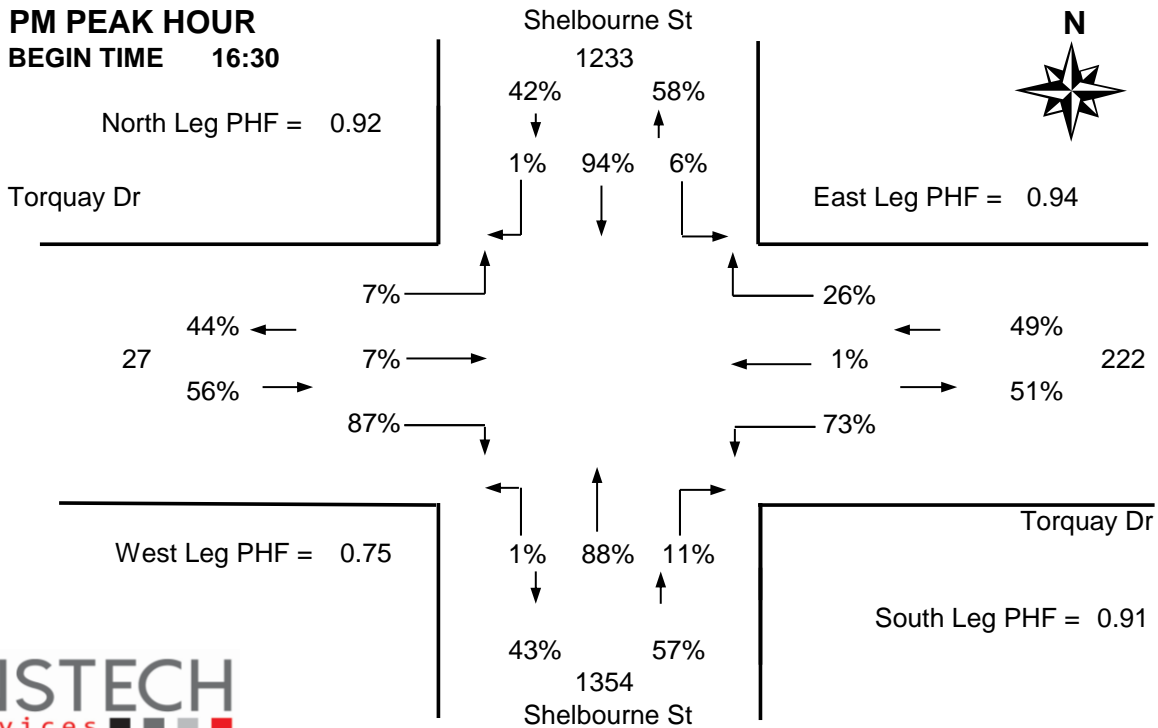 PM PEAK HOUR
BEGIN TIME 16:30
Shelbourne St
1233
N
42% 58%
North Leg PHF = 0.92
1% 94% 6%
Torquay Dr
East Leg PHF = 0.94
7% 26%
44% 49%
27 7% 1% 222
56% 51%
87% 73%
Torquay Dr
West Leg PHF = 0.75
1% 88% 11%
South Leg PHF = 0.91
43% 57%
1354
Shelbourne St